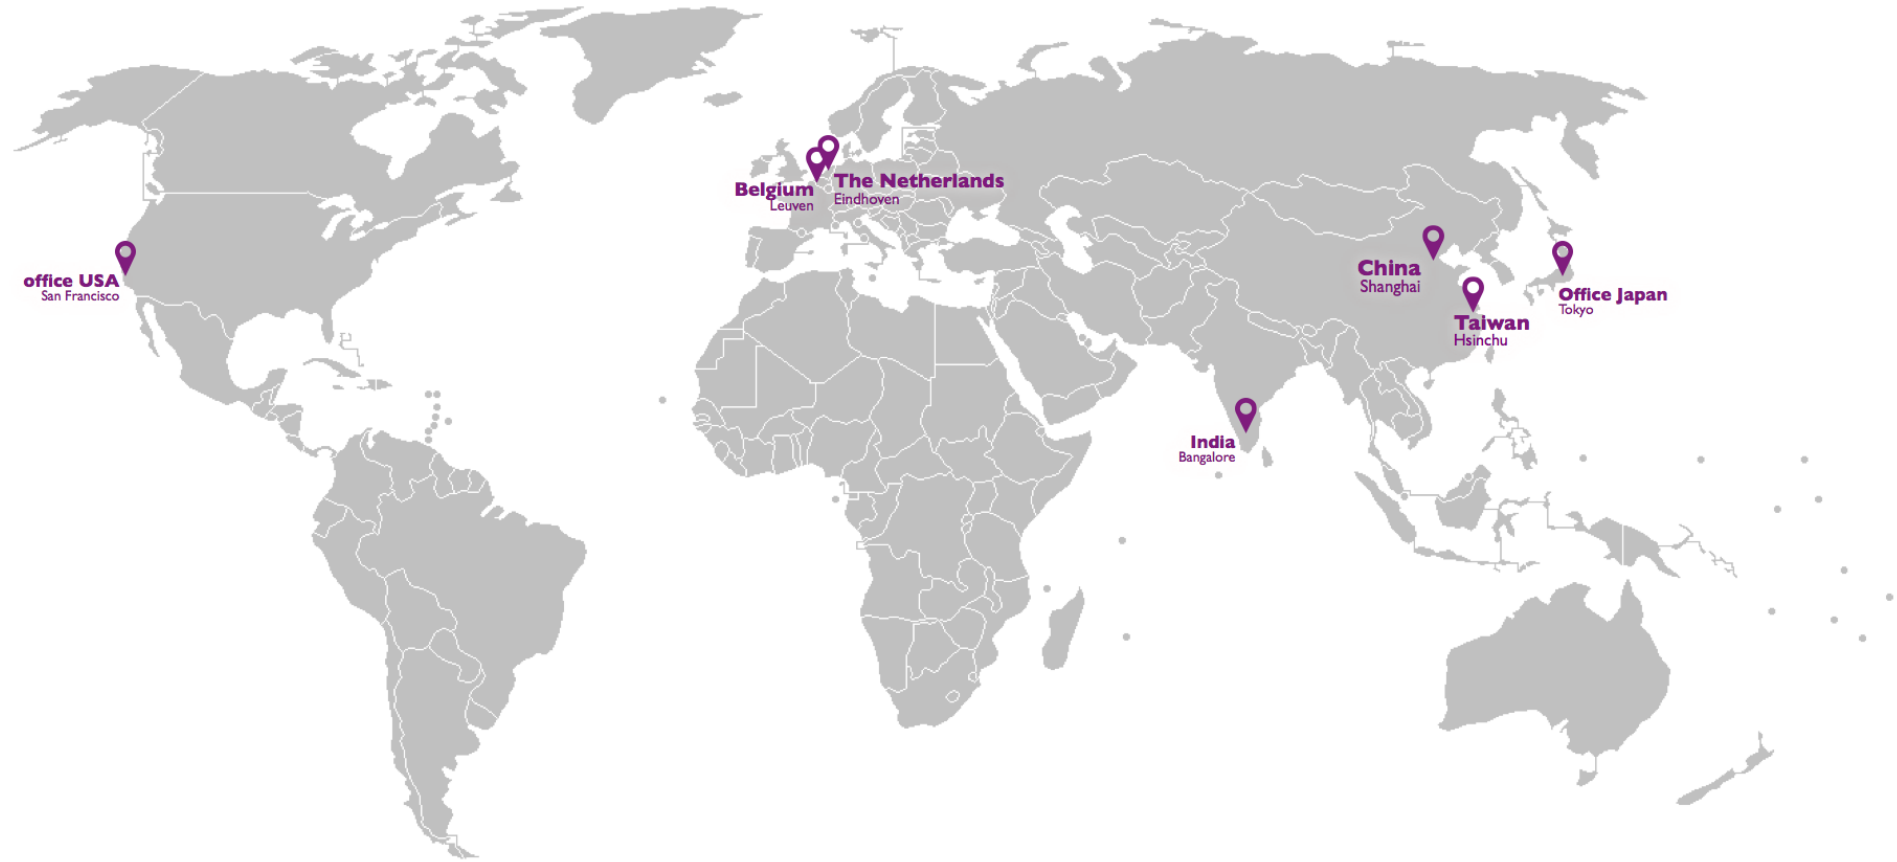 Belgium
Leuven
The Netherlands
Eindhoven
office USA
San Francisco
China
Shanghai
Office Japan
Tokyo
Taiwan
Hsinchu
India
Bangalore